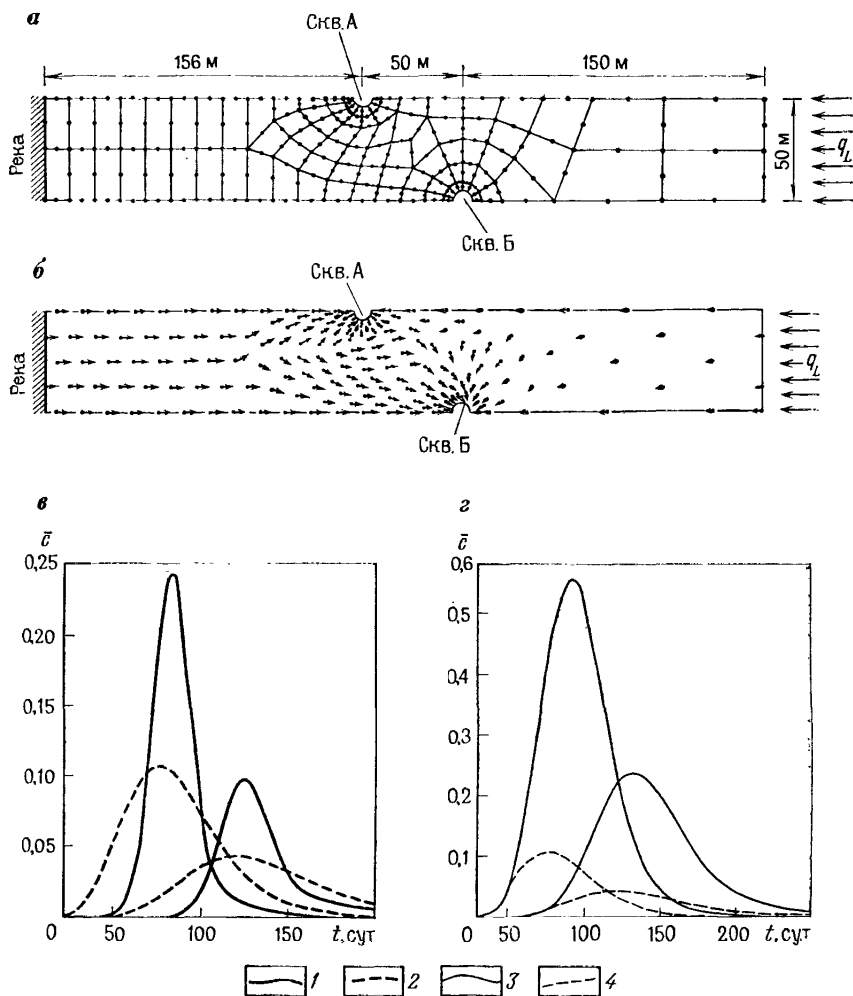 а
Скв. А
156 м
50 м
150 м
Река
50 м
q_L
Скв. Б
б
Скв. А
Река
q_L
Скв. Б
в
c̄
0,25
0,20
0,15
0,10
0,05
0
50
100
150
t, сут
г
c̄
0,6
0,5
0,4
0,3
0,2
0,1
0
50
100
150
200
t, сут
1
2
3
4